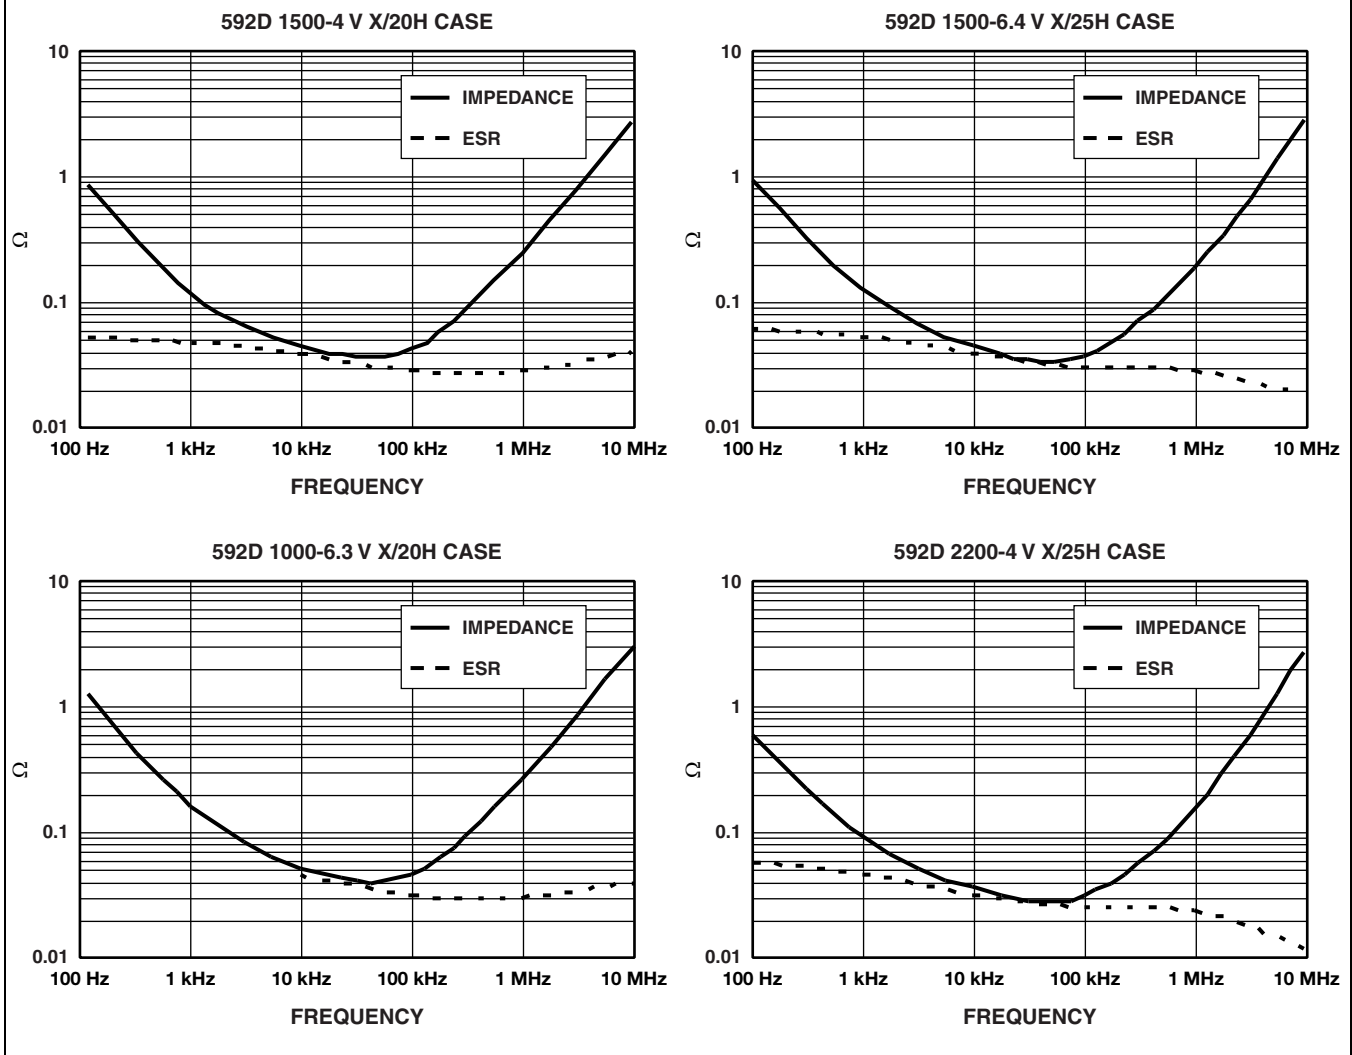 592D 1500-4 V X/20H CASE
10
1
0.1
0.01
Ω
IMPEDANCE
ESR
100 Hz 1 kHz 10 kHz 100 kHz 1 MHz 10 MHz
FREQUENCY
592D 1500-6.4 V X/25H CASE
10
1
0.1
0.01
Ω
IMPEDANCE
ESR
100 Hz 1 kHz 10 kHz 100 kHz 1 MHz 10 MHz
FREQUENCY
592D 1000-6.3 V X/20H CASE
10
1
0.1
0.01
Ω
IMPEDANCE
ESR
100 Hz 1 kHz 10 kHz 100 kHz 1 MHz 10 MHz
FREQUENCY
592D 2200-4 V X/25H CASE
10
1
0.1
0.01
Ω
IMPEDANCE
ESR
100 Hz 1 kHz 10 kHz 100 kHz 1 MHz 10 MHz
FREQUENCY